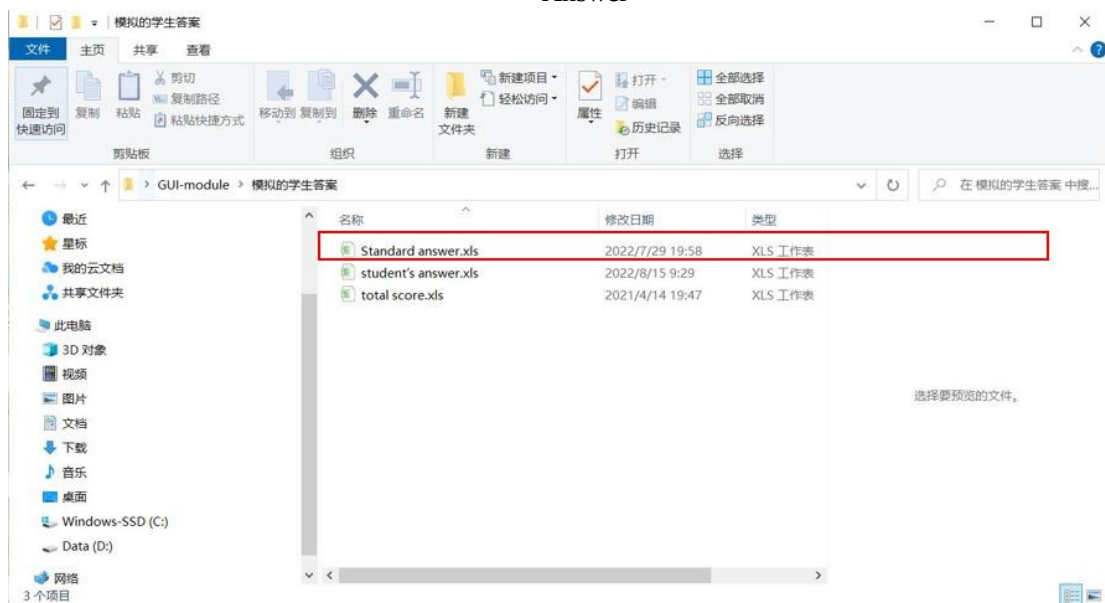 模拟的学生答案
文件 主页 共享 查看
固定到快速访问
复制
粘贴
剪切
复制路径
粘贴快捷方式
移动到
复制到
删除
重命名
新建文件夹
新建项目
轻松访问
属性
打开
编辑
历史记录
全部选择
全部取消
反向选择
剪贴板 组织 新建 打开 选择
GUI-module > 模拟的学生答案
在 模拟的学生答案 中搜...
最近
星标
我的云文档
共享文件夹
此电脑
3D 对象
视频
图片
文档
下载
音乐
桌面
Windows-SSD (C:)
Data (D:)
网络
名称 修改日期 类型
Standard answer.xls 2022/7/29 19:58 XLS 工作表
student's answer.xls 2022/8/15 9:29 XLS 工作表
total score.xls 2021/4/14 19:47 XLS 工作表
选择要预览的文件。
3 个项目